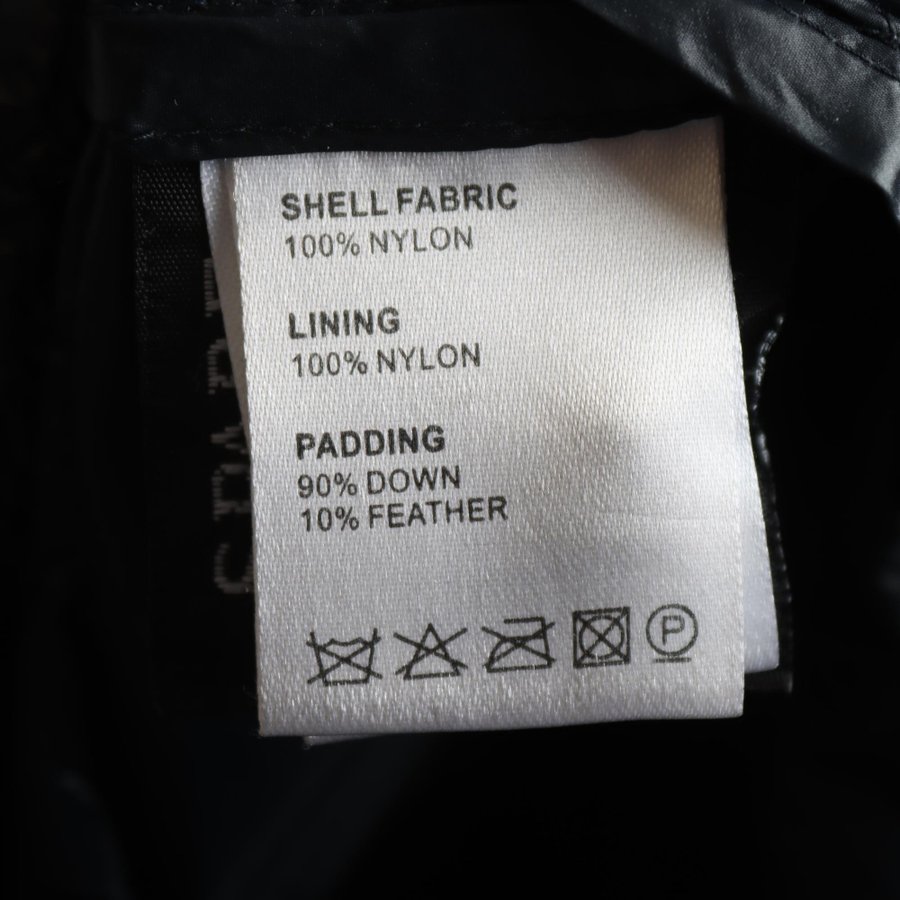 SHELL FABRIC
100% NYLON
LINING
100% NYLON
PADDING
90% DOWN
10% FEATHER
P